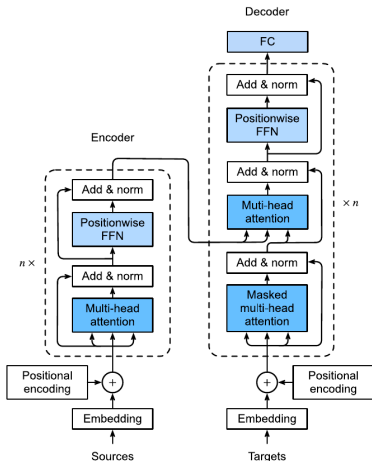 Decoder
FC
Add & norm
Positionwise
FFN
Add & norm
Muti-head
attention
× n
Add & norm
Masked
multi-head
attention
Positional
encoding
+
Embedding
Targets
Encoder
Add & norm
Positionwise
FFN
n ×
Add & norm
Multi-head
attention
Positional
encoding
+
Embedding
Sources